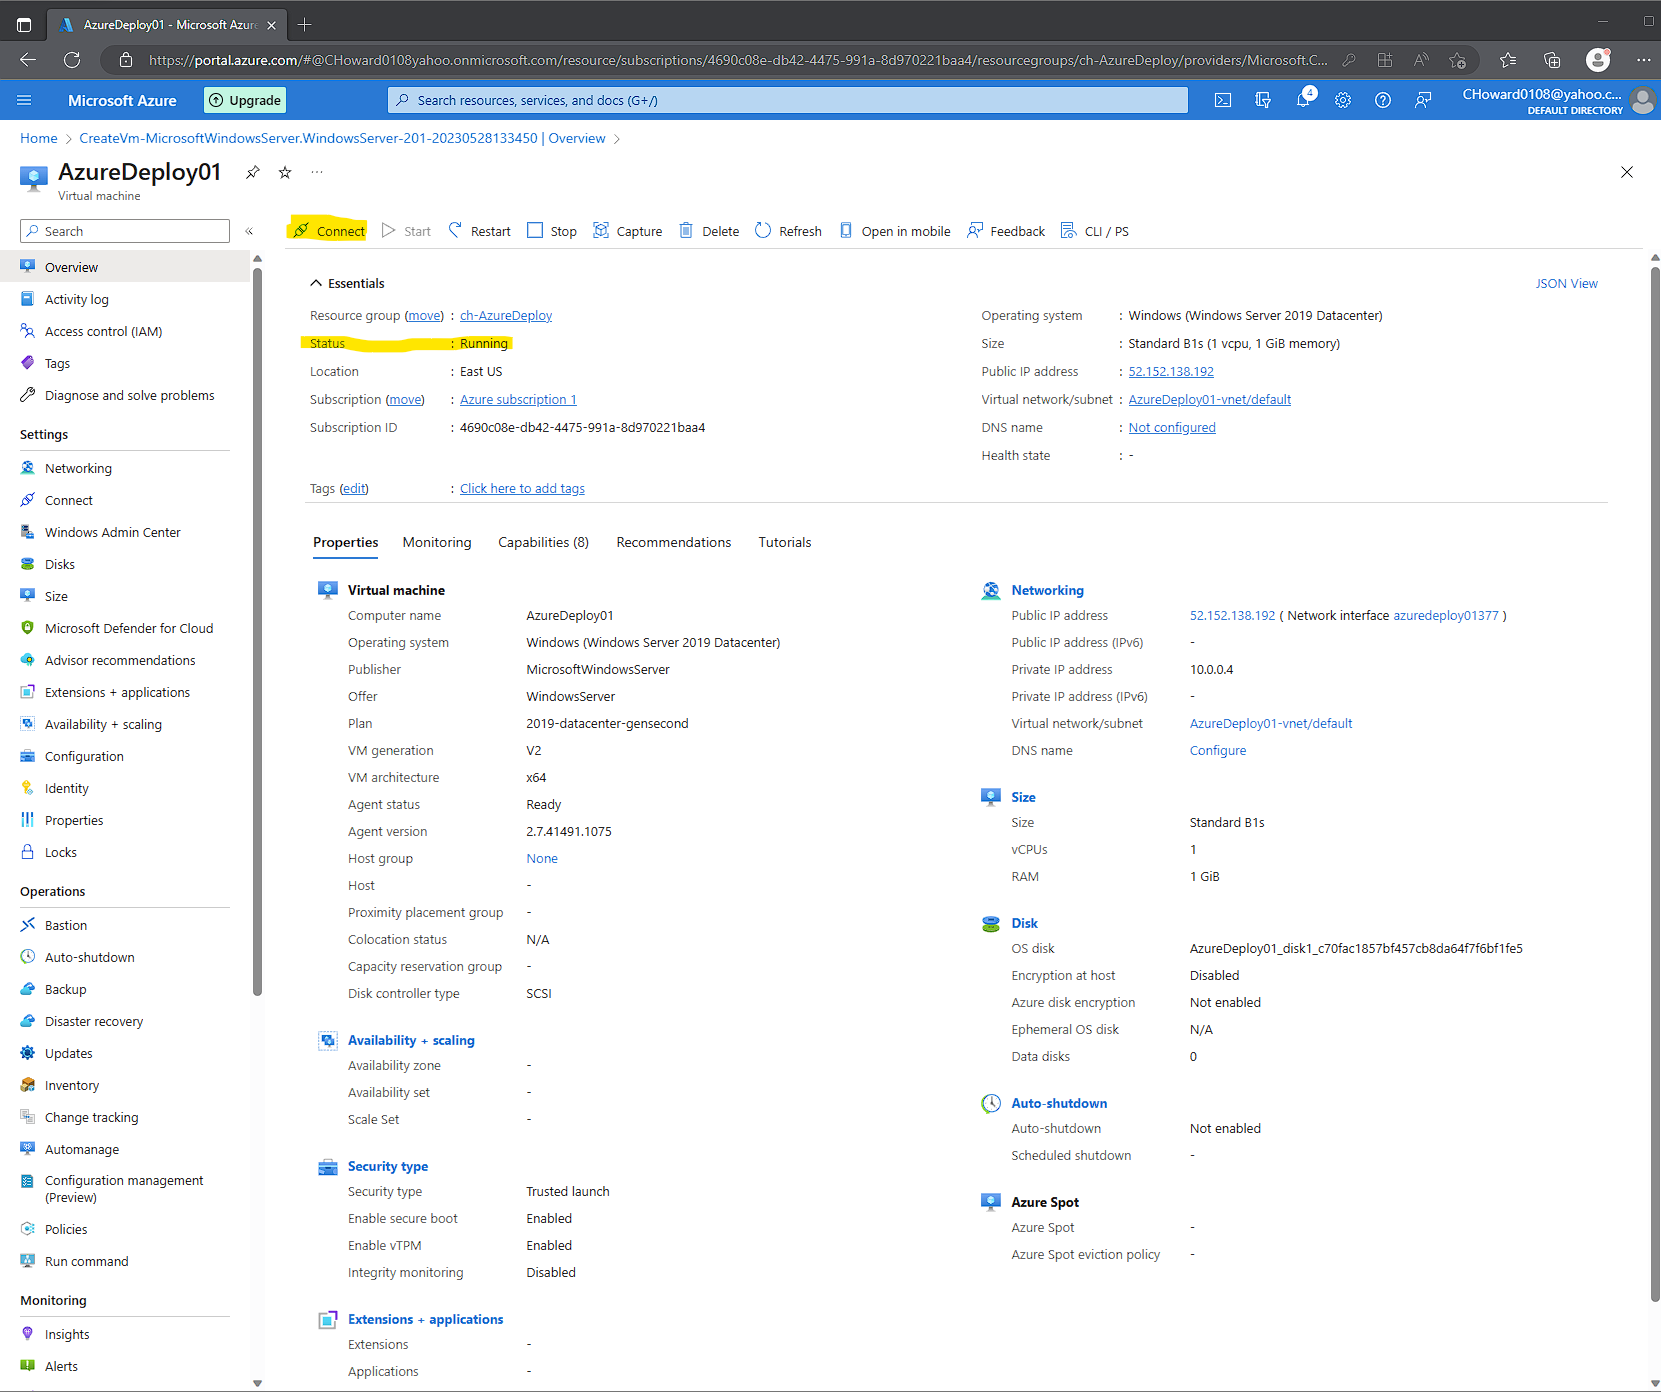 AzureDeploy01 - Microsoft Azure
https://portal.azure.com/#@CHoward0108yahoo.onmicrosoft.com/resource/subscriptions/4690c08e-db42-4475-991a-8d970221baa4/resourcegroups/ch-AzureDeploy/providers/Microsoft.C...
Microsoft Azure
Upgrade
Search resources, services, and docs (G+/)
4
CHoward0108@yahoo.c...
DEFAULT DIRECTORY
Home > CreateVm-MicrosoftWindowsServer.WindowsServer-201-20230528133450 | Overview >
AzureDeploy01
Virtual machine
Search
Connect Start Restart Stop Capture Delete Refresh Open in mobile Feedback CLI / PS
Overview
Activity log
Access control (IAM)
Tags
Diagnose and solve problems
Settings
Networking
Connect
Windows Admin Center
Disks
Size
Microsoft Defender for Cloud
Advisor recommendations
Extensions + applications
Availability + scaling
Configuration
Identity
Properties
Locks
Operations
Bastion
Auto-shutdown
Backup
Disaster recovery
Updates
Inventory
Change tracking
Automanage
Configuration management
(Preview)
Policies
Run command
Monitoring
Insights
Alerts
Essentials
JSON View
Resource group (move) : ch-AzureDeploy
Status : Running
Location : East US
Subscription (move) : Azure subscription 1
Subscription ID : 4690c08e-db42-4475-991a-8d970221baa4
Operating system : Windows (Windows Server 2019 Datacenter)
Size : Standard B1s (1 vcpu, 1 GiB memory)
Public IP address : 52.152.138.192
Virtual network/subnet : AzureDeploy01-vnet/default
DNS name : Not configured
Health state : -
Tags (edit) : Click here to add tags
Properties Monitoring Capabilities (8) Recommendations Tutorials
Virtual machine
Computer name AzureDeploy01
Operating system Windows (Windows Server 2019 Datacenter)
Publisher MicrosoftWindowsServer
Offer WindowsServer
Plan 2019-datacenter-gensecond
VM generation V2
VM architecture x64
Agent status Ready
Agent version 2.7.41491.1075
Host group None
Host -
Proximity placement group -
Colocation status N/A
Capacity reservation group -
Disk controller type SCSI
Availability + scaling
Availability zone -
Availability set -
Scale Set -
Security type
Security type Trusted launch
Enable secure boot Enabled
Enable vTPM Enabled
Integrity monitoring Disabled
Extensions + applications
Extensions -
Applications -
Networking
Public IP address 52.152.138.192 ( Network interface azuredeploy01377 )
Public IP address (IPv6) -
Private IP address 10.0.0.4
Private IP address (IPv6) -
Virtual network/subnet AzureDeploy01-vnet/default
DNS name Configure
Size
Size Standard B1s
vCPUs 1
RAM 1 GiB
Disk
OS disk AzureDeploy01_disk1_c70fac1857bf457cb8da64f7f6bf1fe5
Encryption at host Disabled
Azure disk encryption Not enabled
Ephemeral OS disk N/A
Data disks 0
Auto-shutdown
Auto-shutdown Not enabled
Scheduled shutdown -
Azure Spot
Azure Spot -
Azure Spot eviction policy -